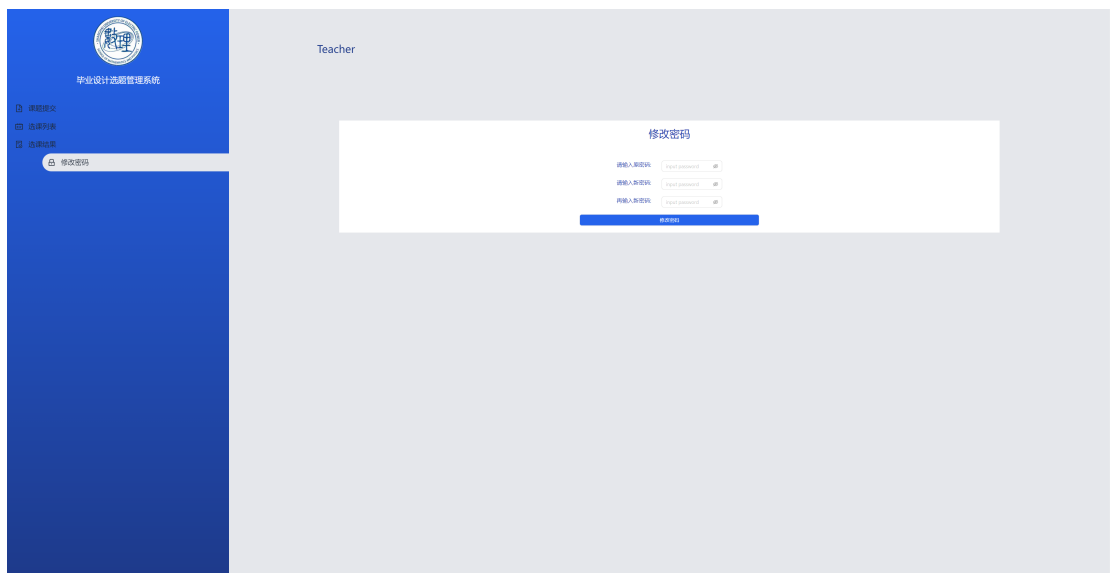 数理
毕业设计选题管理系统
课题提交
选课列表
选课结果
修改密码
Teacher
修改密码
请输入原密码:
input password
请输入新密码:
input password
再输入新密码:
input password
修改密码